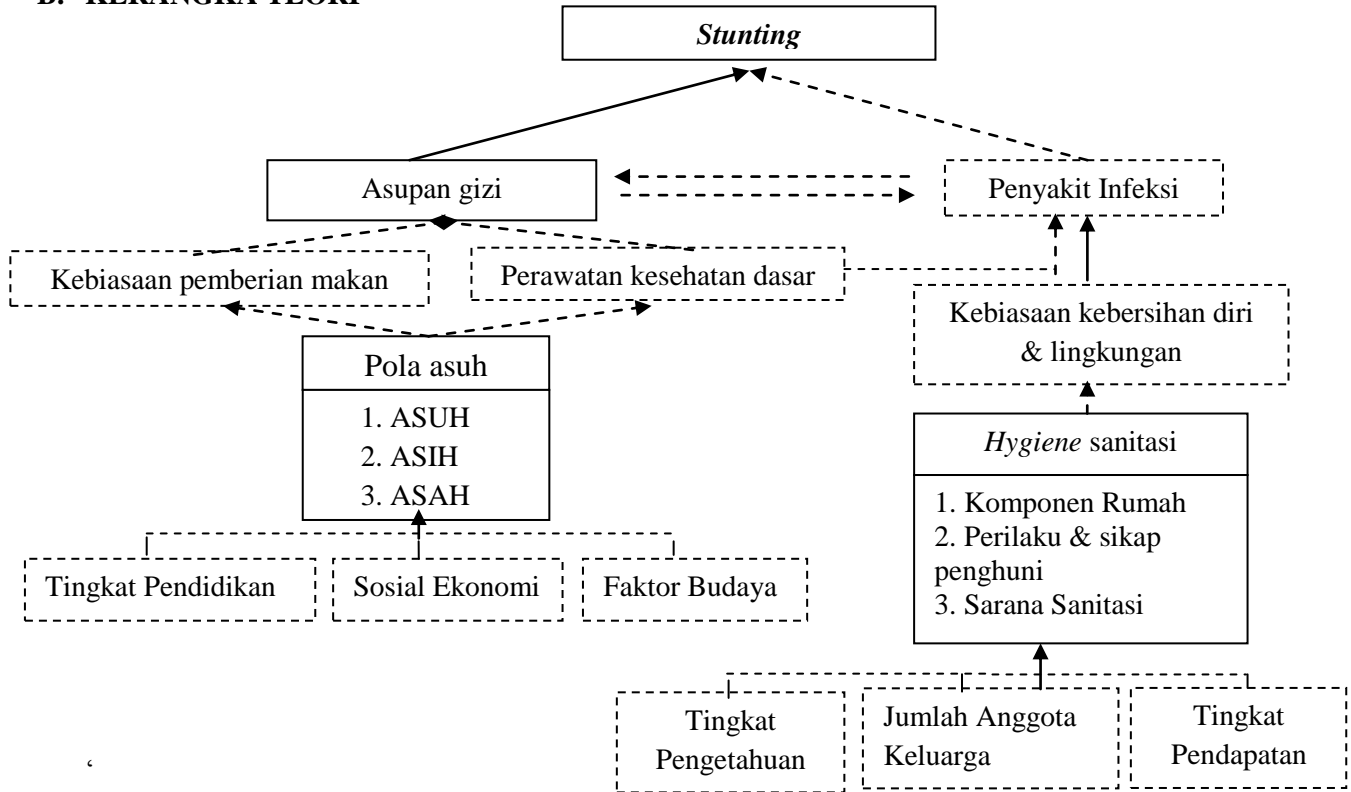 B. KERANGKA TEORI
Stunting
Asupan gizi
Penyakit Infeksi
Kebiasaan pemberian makan
Perawatan kesehatan dasar
Kebiasaan kebersihan diri
& lingkungan
Pola asuh
1. ASUH
2. ASIH
3. ASAH
Hygiene sanitasi
1. Komponen Rumah
2. Perilaku & sikap
penghuni
3. Sarana Sanitasi
Tingkat Pendidikan
Sosial Ekonomi
Faktor Budaya
Tingkat
Pengetahuan
Jumlah Anggota
Keluarga
Tingkat
Pendapatan
‘